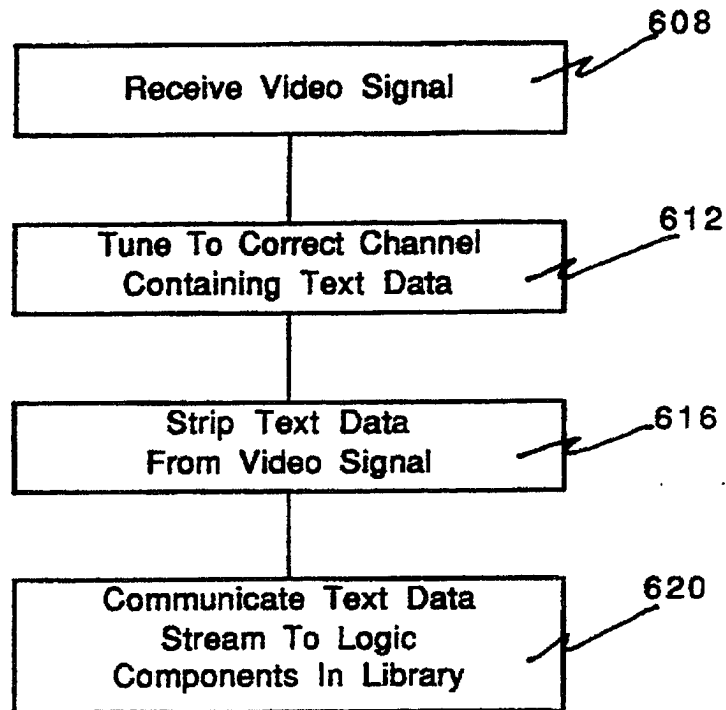 608
Receive Video Signal
612
Tune To Correct Channel
Containing Text Data
616
Strip Text Data
From Video Signal
620
Communicate Text Data
Stream To Logic
Components In Library